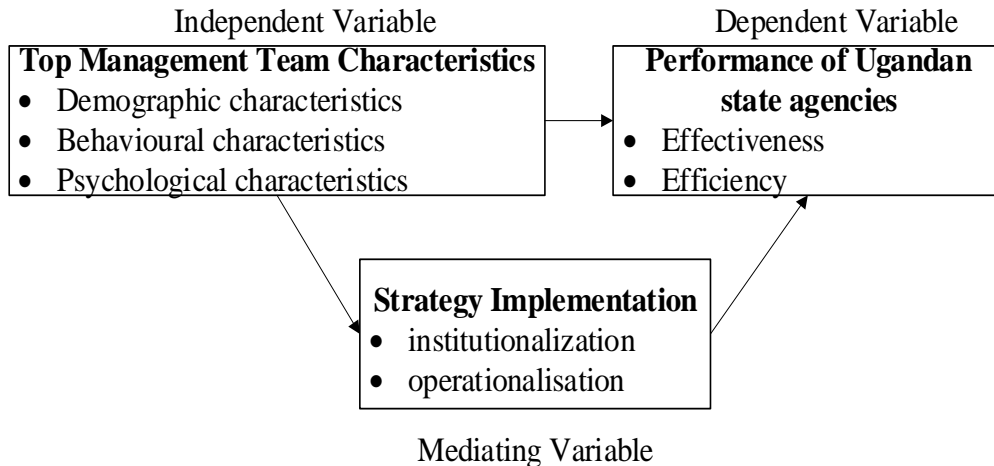 Independent Variable
Top Management Team Characteristics
• Demographic characteristics
• Behavioural characteristics
• Psychological characteristics
Dependent Variable
Performance of Ugandan
state agencies
• Effectiveness
• Efficiency
Strategy Implementation
• institutionalization
• operationalisation
Mediating Variable